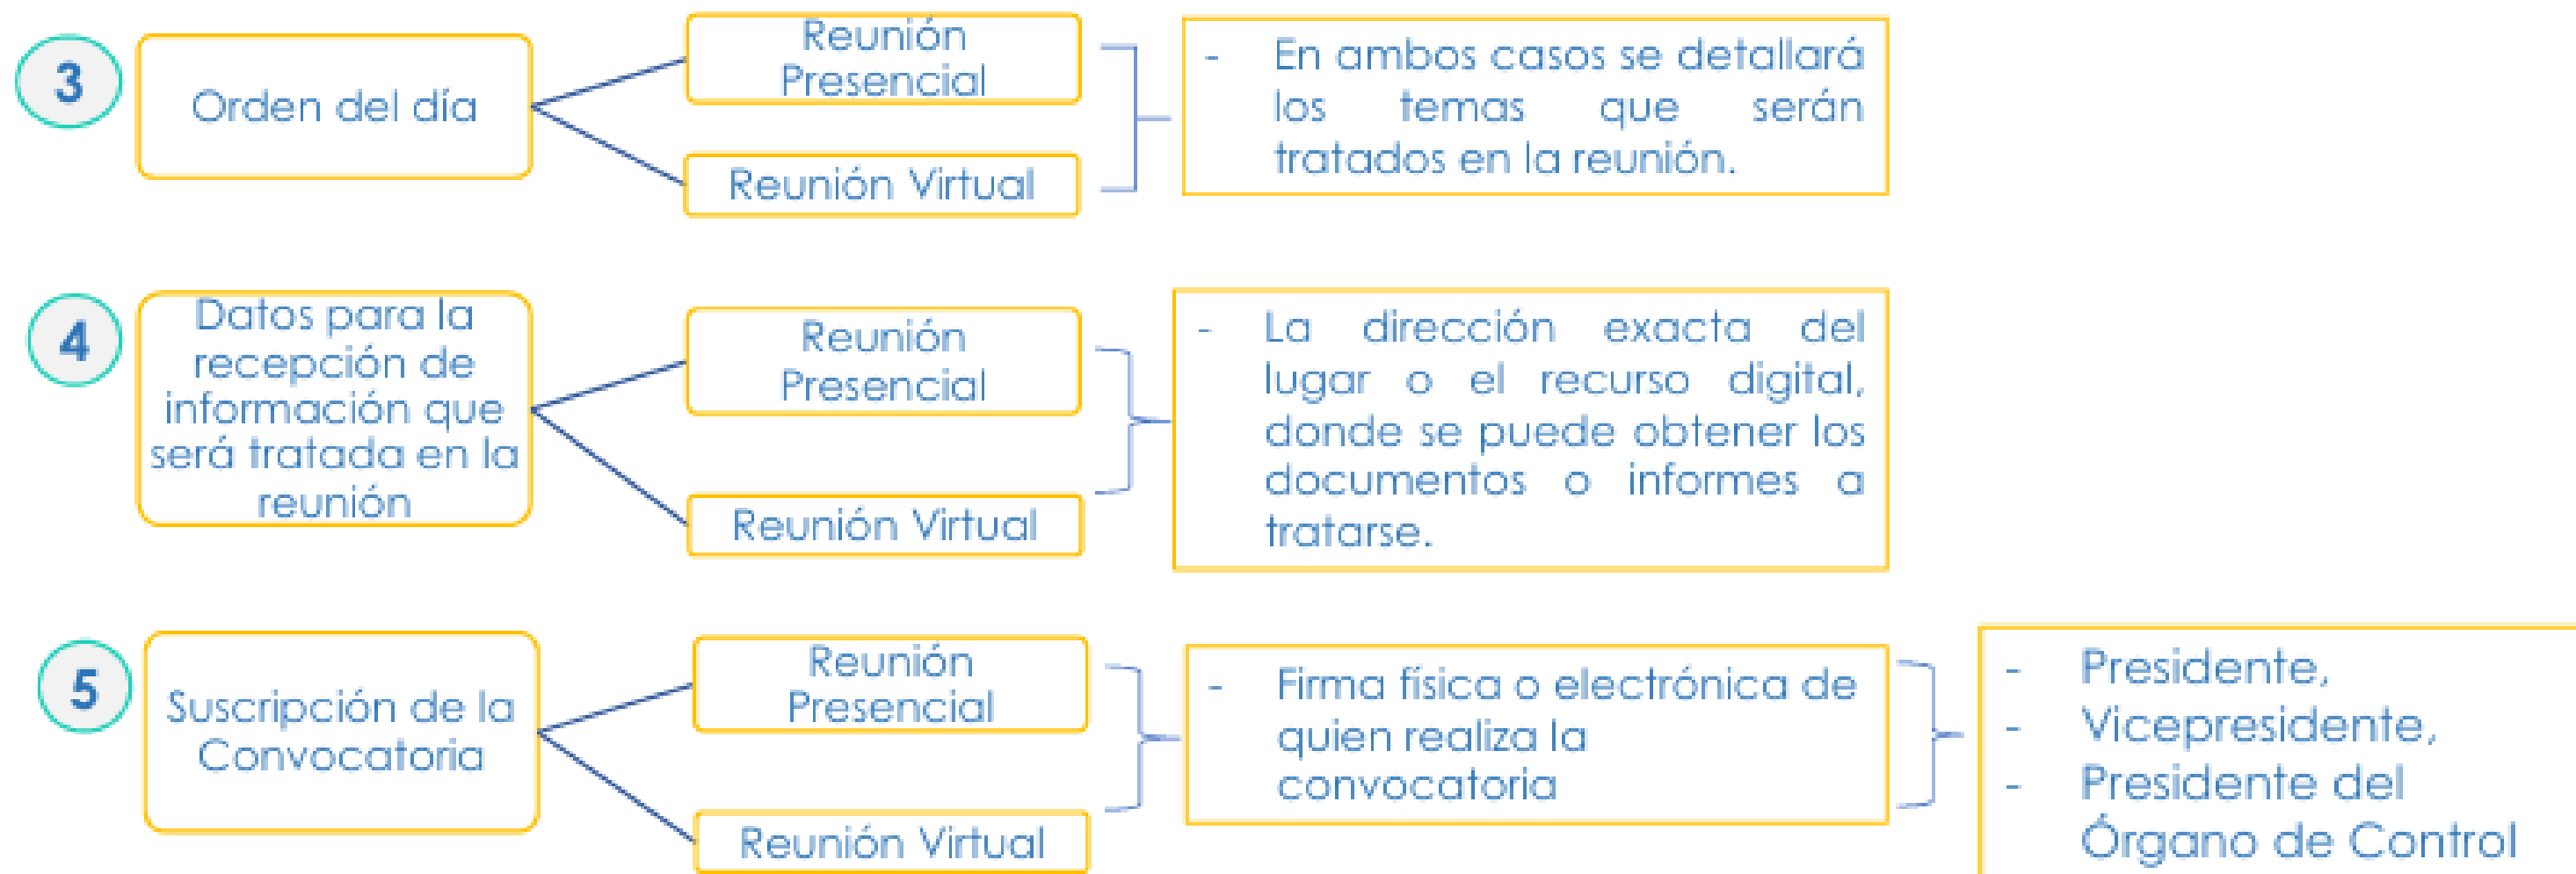 3
Orden del día
Reunión
Presencial
Reunión Virtual
- En ambos casos se detallará
los temas que serán
tratados en la reunión.
4
Datos para la
recepción de
información que
será tratada en la
reunión
Reunión
Presencial
Reunión Virtual
- La dirección exacta del
lugar o el recurso digital,
donde se puede obtener los
documentos o informes a
tratarse.
5
Suscripción de la
Convocatoria
Reunión
Presencial
Reunión Virtual
- Firma física o electrónica de
quien realiza la
convocatoria
- Presidente,
- Vicepresidente,
- Presidente del
Órgano de Control